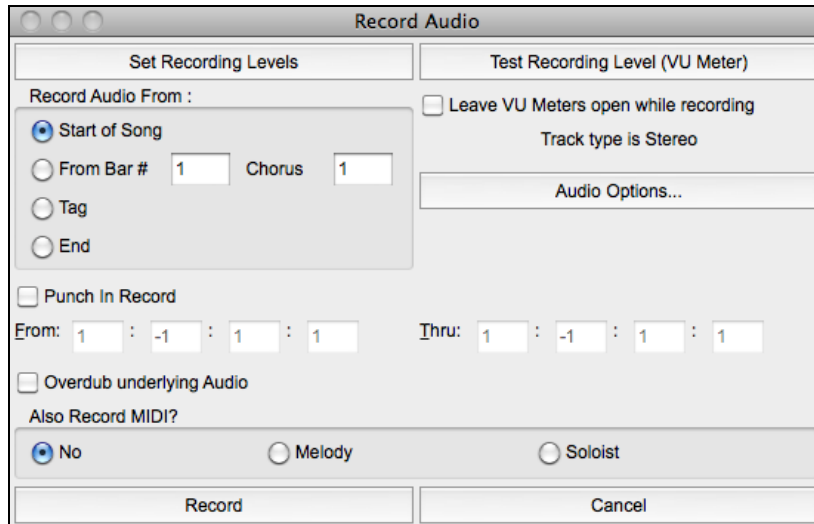 Record Audio
Set Recording Levels
Test Recording Level (VU Meter)
Record Audio From :
Leave VU Meters open while recording
Start of Song
Track type is Stereo
From Bar # 1 Chorus 1
Audio Options...
Tag
End
Punch In Record
From: 1 : -1 : 1 : 1 Thru: 1 : -1 : 1 : 1
Overdub underlying Audio
Also Record MIDI?
No Melody Soloist
Record Cancel